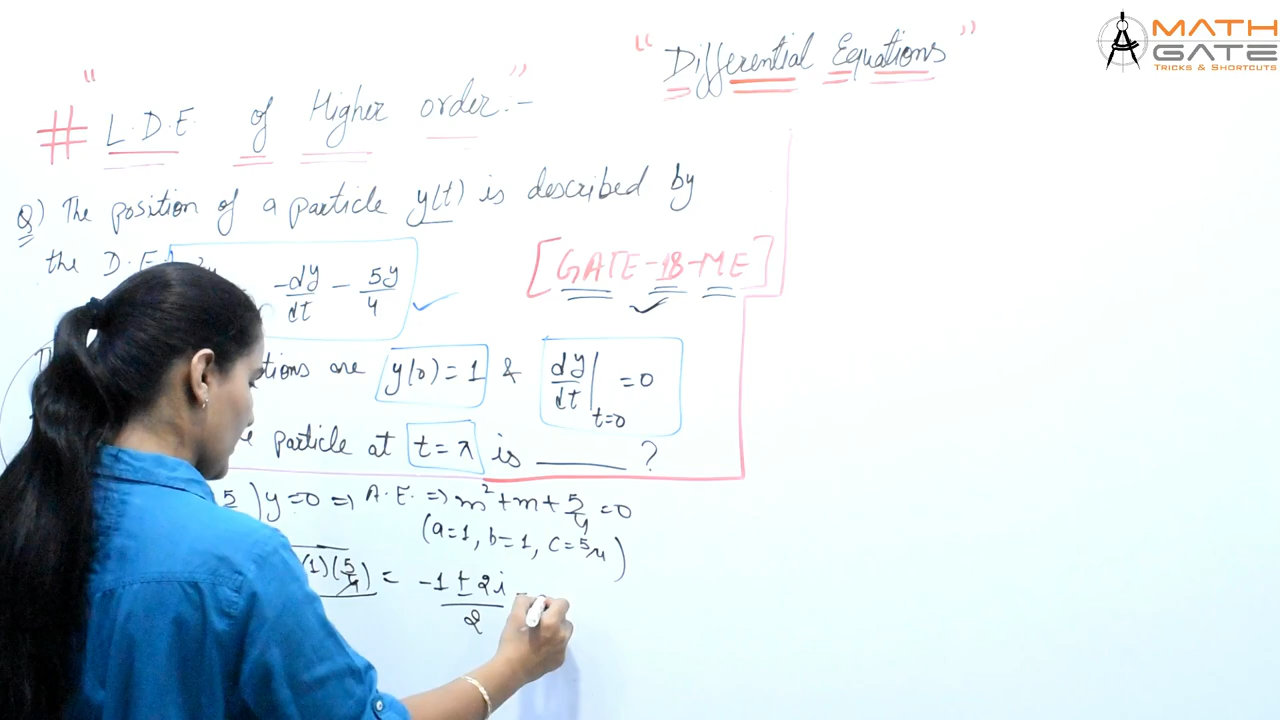 MATH
GATE
TRICKS & SHORTCUTS
" Differential Equations "
# " L.D.E. of Higher order:- "
Q) The position of a particle y(t) is described by
the D.E.
-dy/dt - 5y/4
[GATE-18-ME]
are y(0)=1 & dy/dt|t=0 =0
particle at t=π is ______ ?
)y=0 ⇒ A.E. ⇒ m²+m+5/4=0
(a=1, b=1, c=5/4)
(1)(5/4) = -1±2i/2